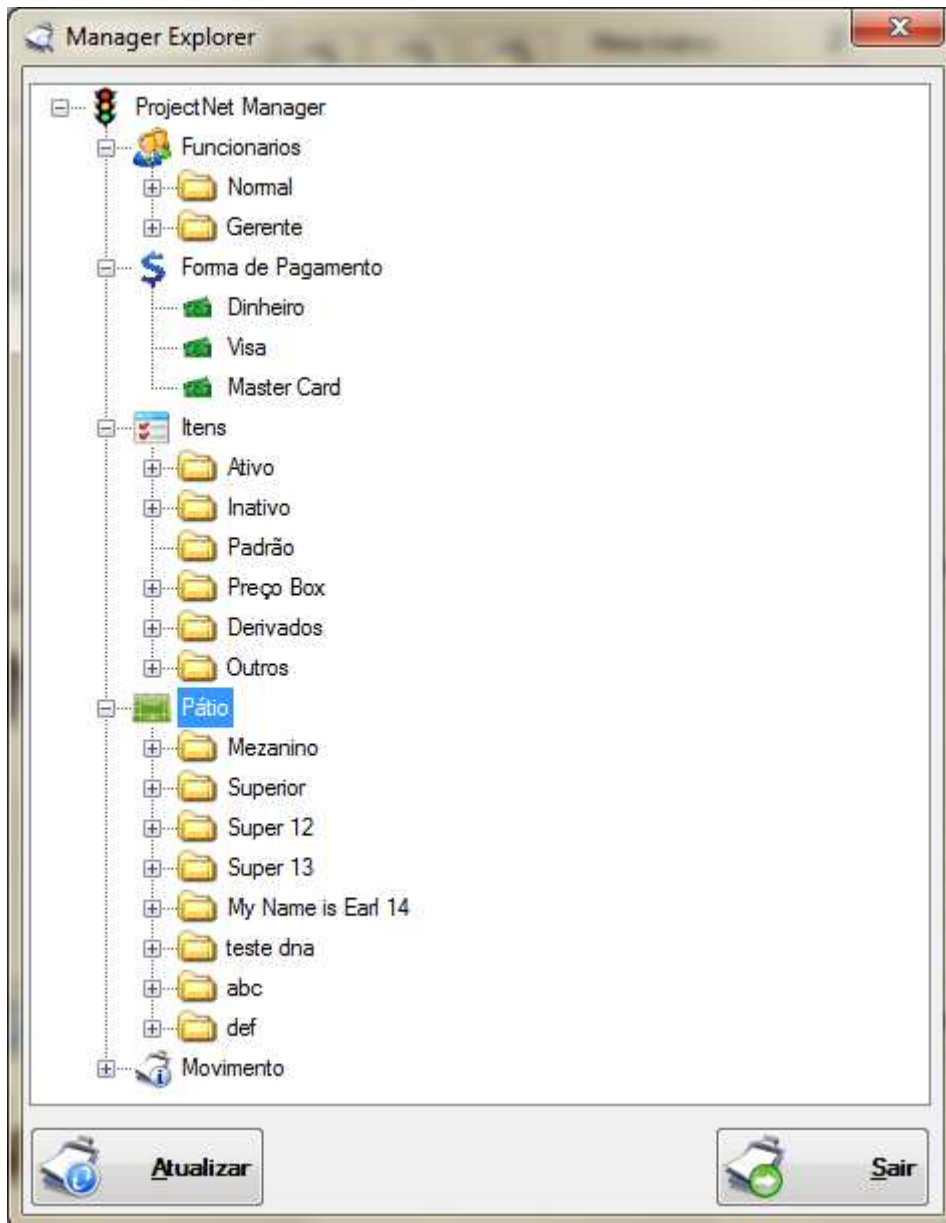 Manager Explorer
ProjectNet Manager
Funcionarios
Normal
Gerente
Forma de Pagamento
Dinheiro
Visa
Master Card
Itens
Ativo
Inativo
Padrão
Preço Box
Derivados
Outros
Pátio
Mezanino
Superior
Super 12
Super 13
My Name is Earl 14
teste dna
abc
def
Movimento
Atualizar
Sair